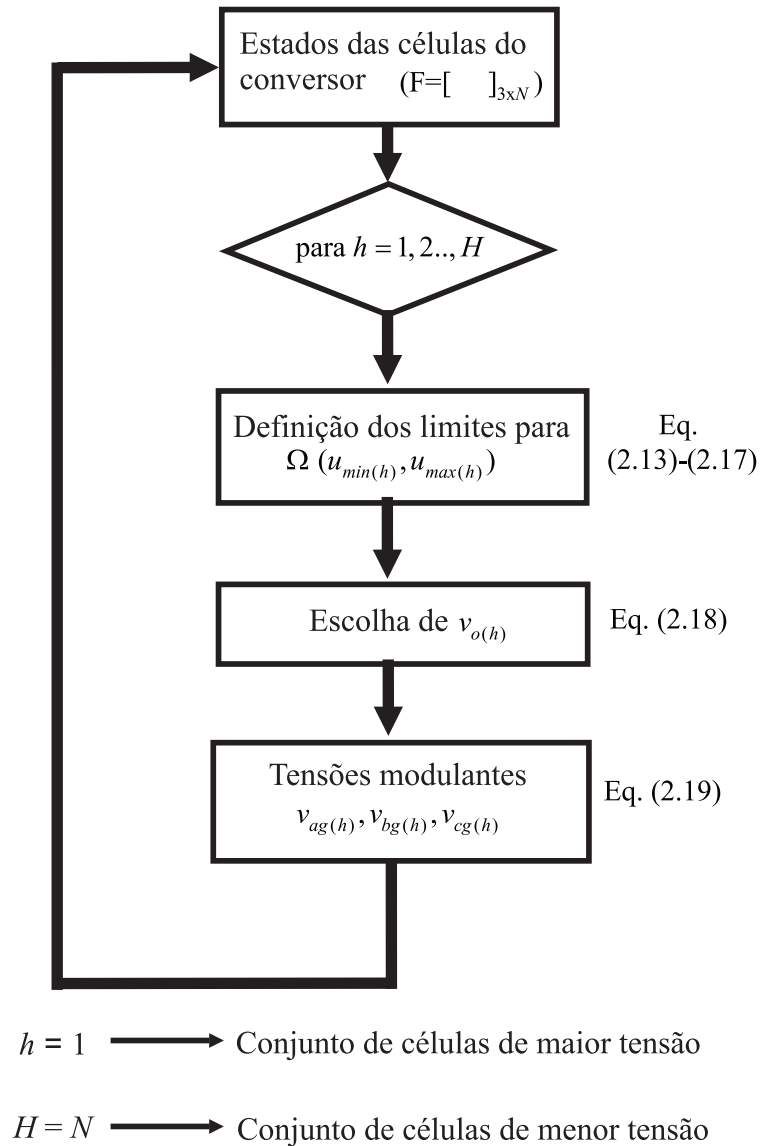 Estados das células do
conversor (F=[ ]3xN)
para h = 1, 2.., H
Definição dos limites para
Ω (umin(h), umax(h))
Eq.
(2.13)-(2.17)
Escolha de vo(h)
Eq. (2.18)
Tensões modulantes
vag(h), vbg(h), vcg(h)
Eq. (2.19)
h = 1 Conjunto de células de maior tensão
H = N Conjunto de células de menor tensão